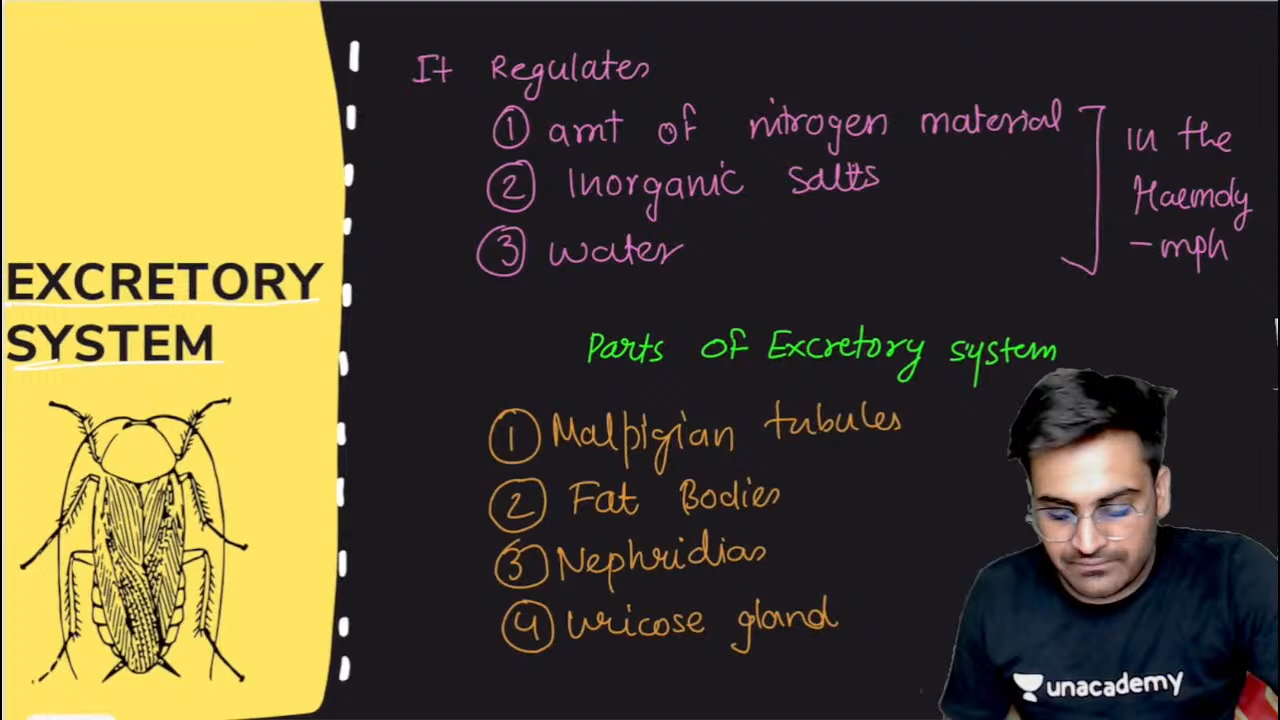 EXCRETORY
SYSTEM
It Regulates
① amt of nitrogen material
② Inorganic salts
③ water
in the
Haemoly
-mph
Parts of Excretory system
① Malpigian tubules
② Fat Bodies
③ Nephridias
④ Uricose gland
unacademy